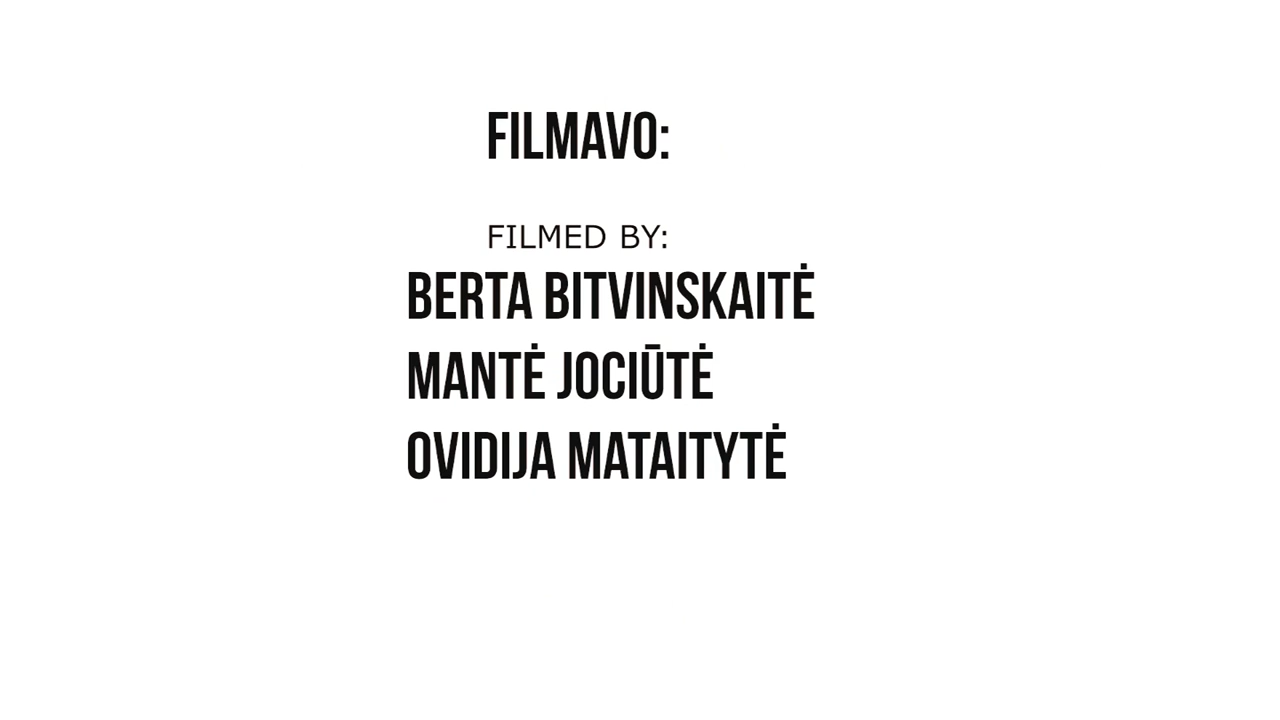 FILMAVO:
FILMED BY:
BERTA BITVINSKAITĖ
MANTĖ JOCIŪTĖ
OVIDIJA MATAITYTĖ